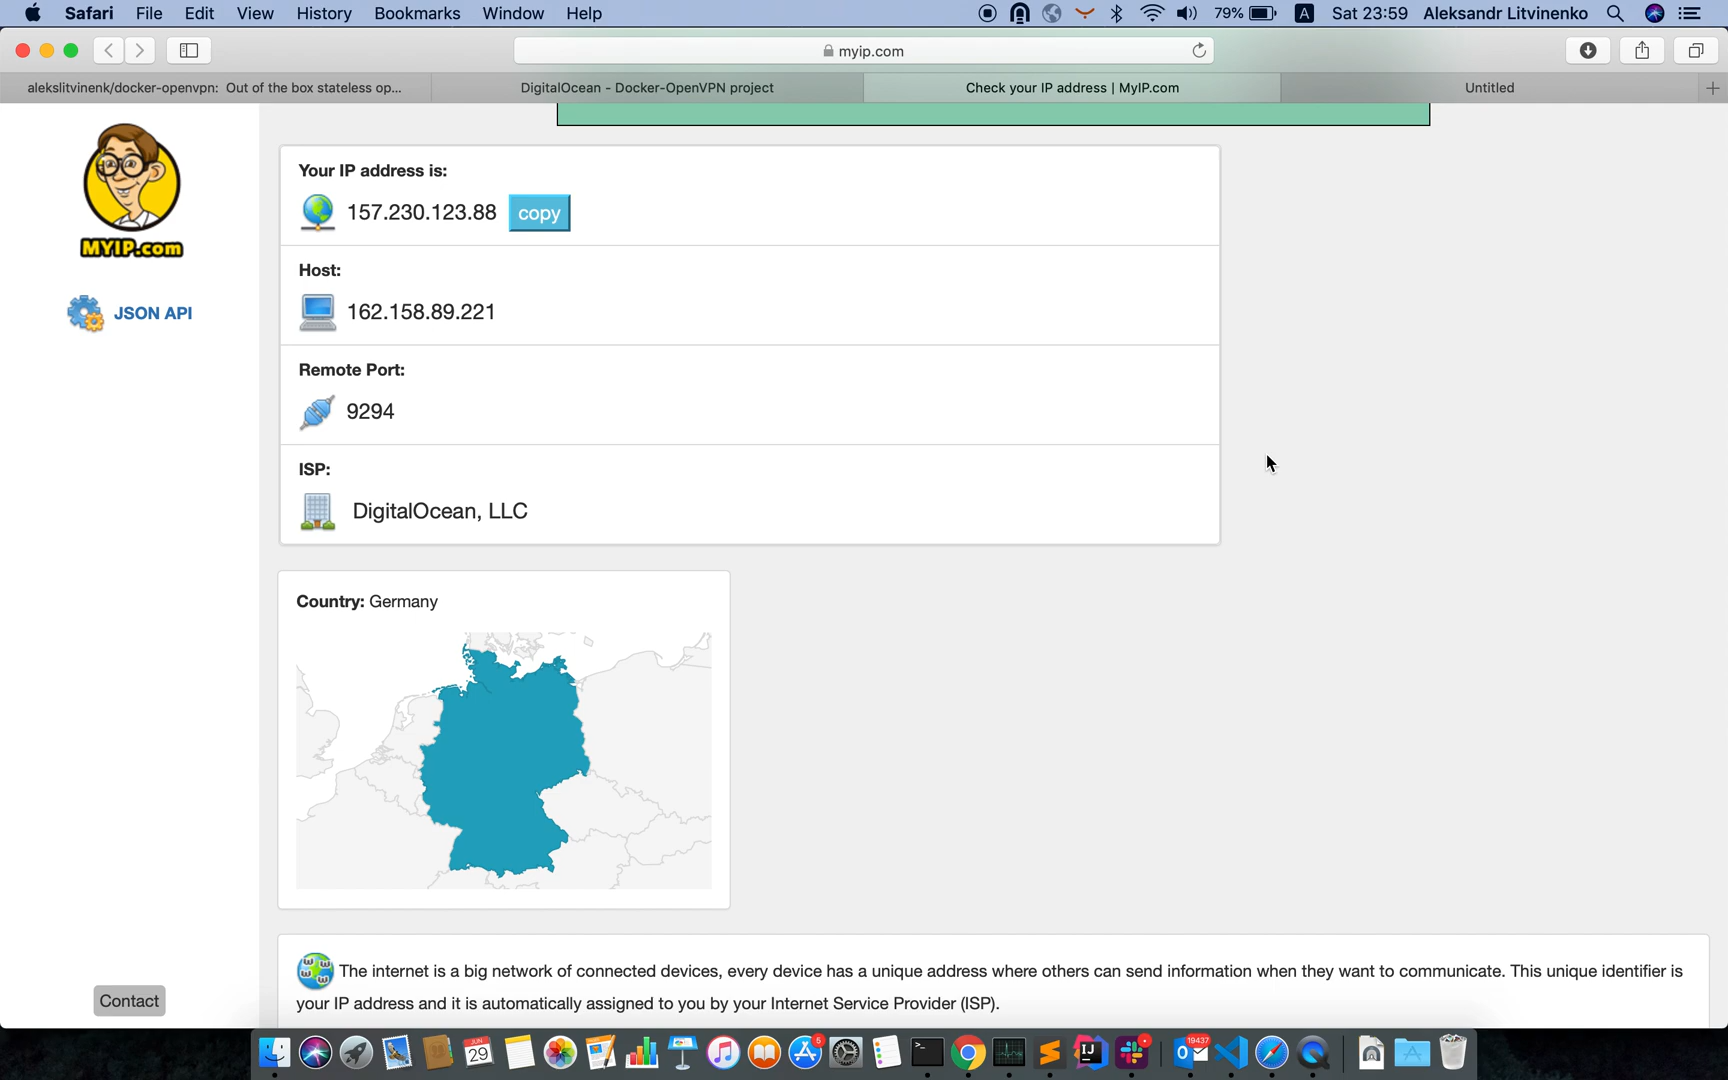 Safari File Edit View History Bookmarks Window Help 79% A Sat 23:59 Aleksandr Litvinenko
myip.com
alekslitvinenk/docker-openvpn: Out of the box stateless op... DigitalOcean - Docker-OpenVPN project Check your IP address | MyIP.com Untitled
MYIP.com
JSON API
Contact
Your IP address is:
157.230.123.88 copy
Host:
162.158.89.221
Remote Port:
9294
ISP:
DigitalOcean, LLC
Country: Germany
The internet is a big network of connected devices, every device has a unique address where others can send information when they want to communicate. This unique identifier is
your IP address and it is automatically assigned to you by your Internet Service Provider (ISP).
JUN
29
5
IJ
19437